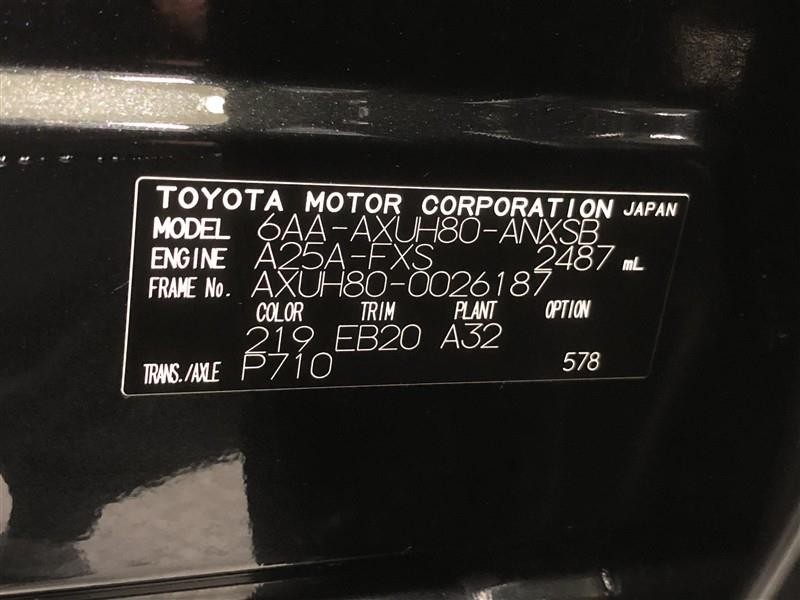 TOYOTA MOTOR CORPORATION JAPAN
MODEL 6AA-AXUH80-ANXSB
ENGINE A25A-FXS 2487 mL
FRAME No. AXUH80-0026187
COLOR TRIM PLANT OPTION
219 EB20 A32
TRANS./AXLE P710 578